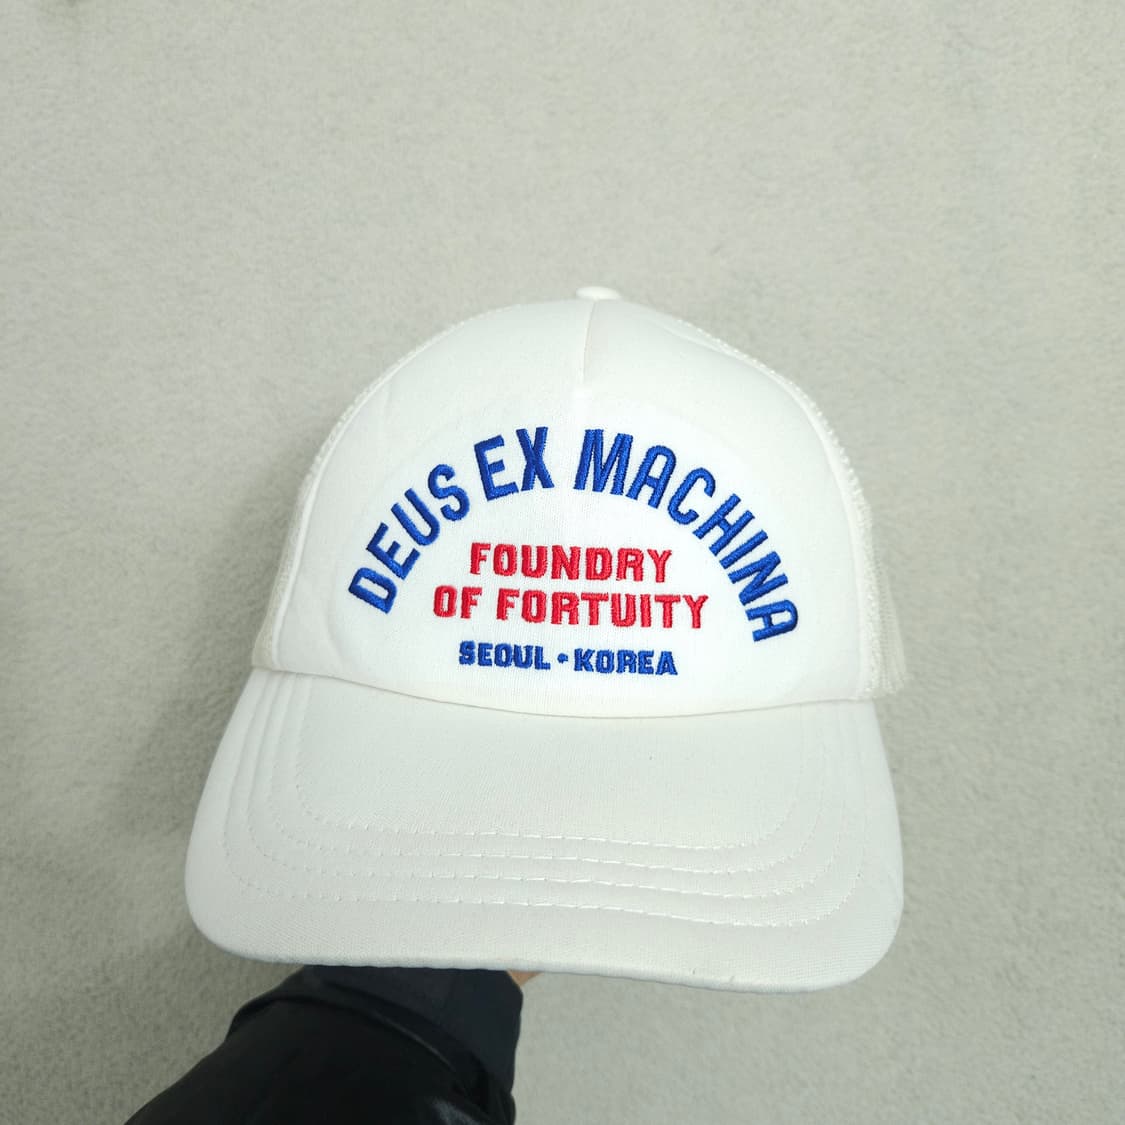 DEUS EX MACHINA
FOUNDRY
OF FORTUITY
SEOUL • KOREA